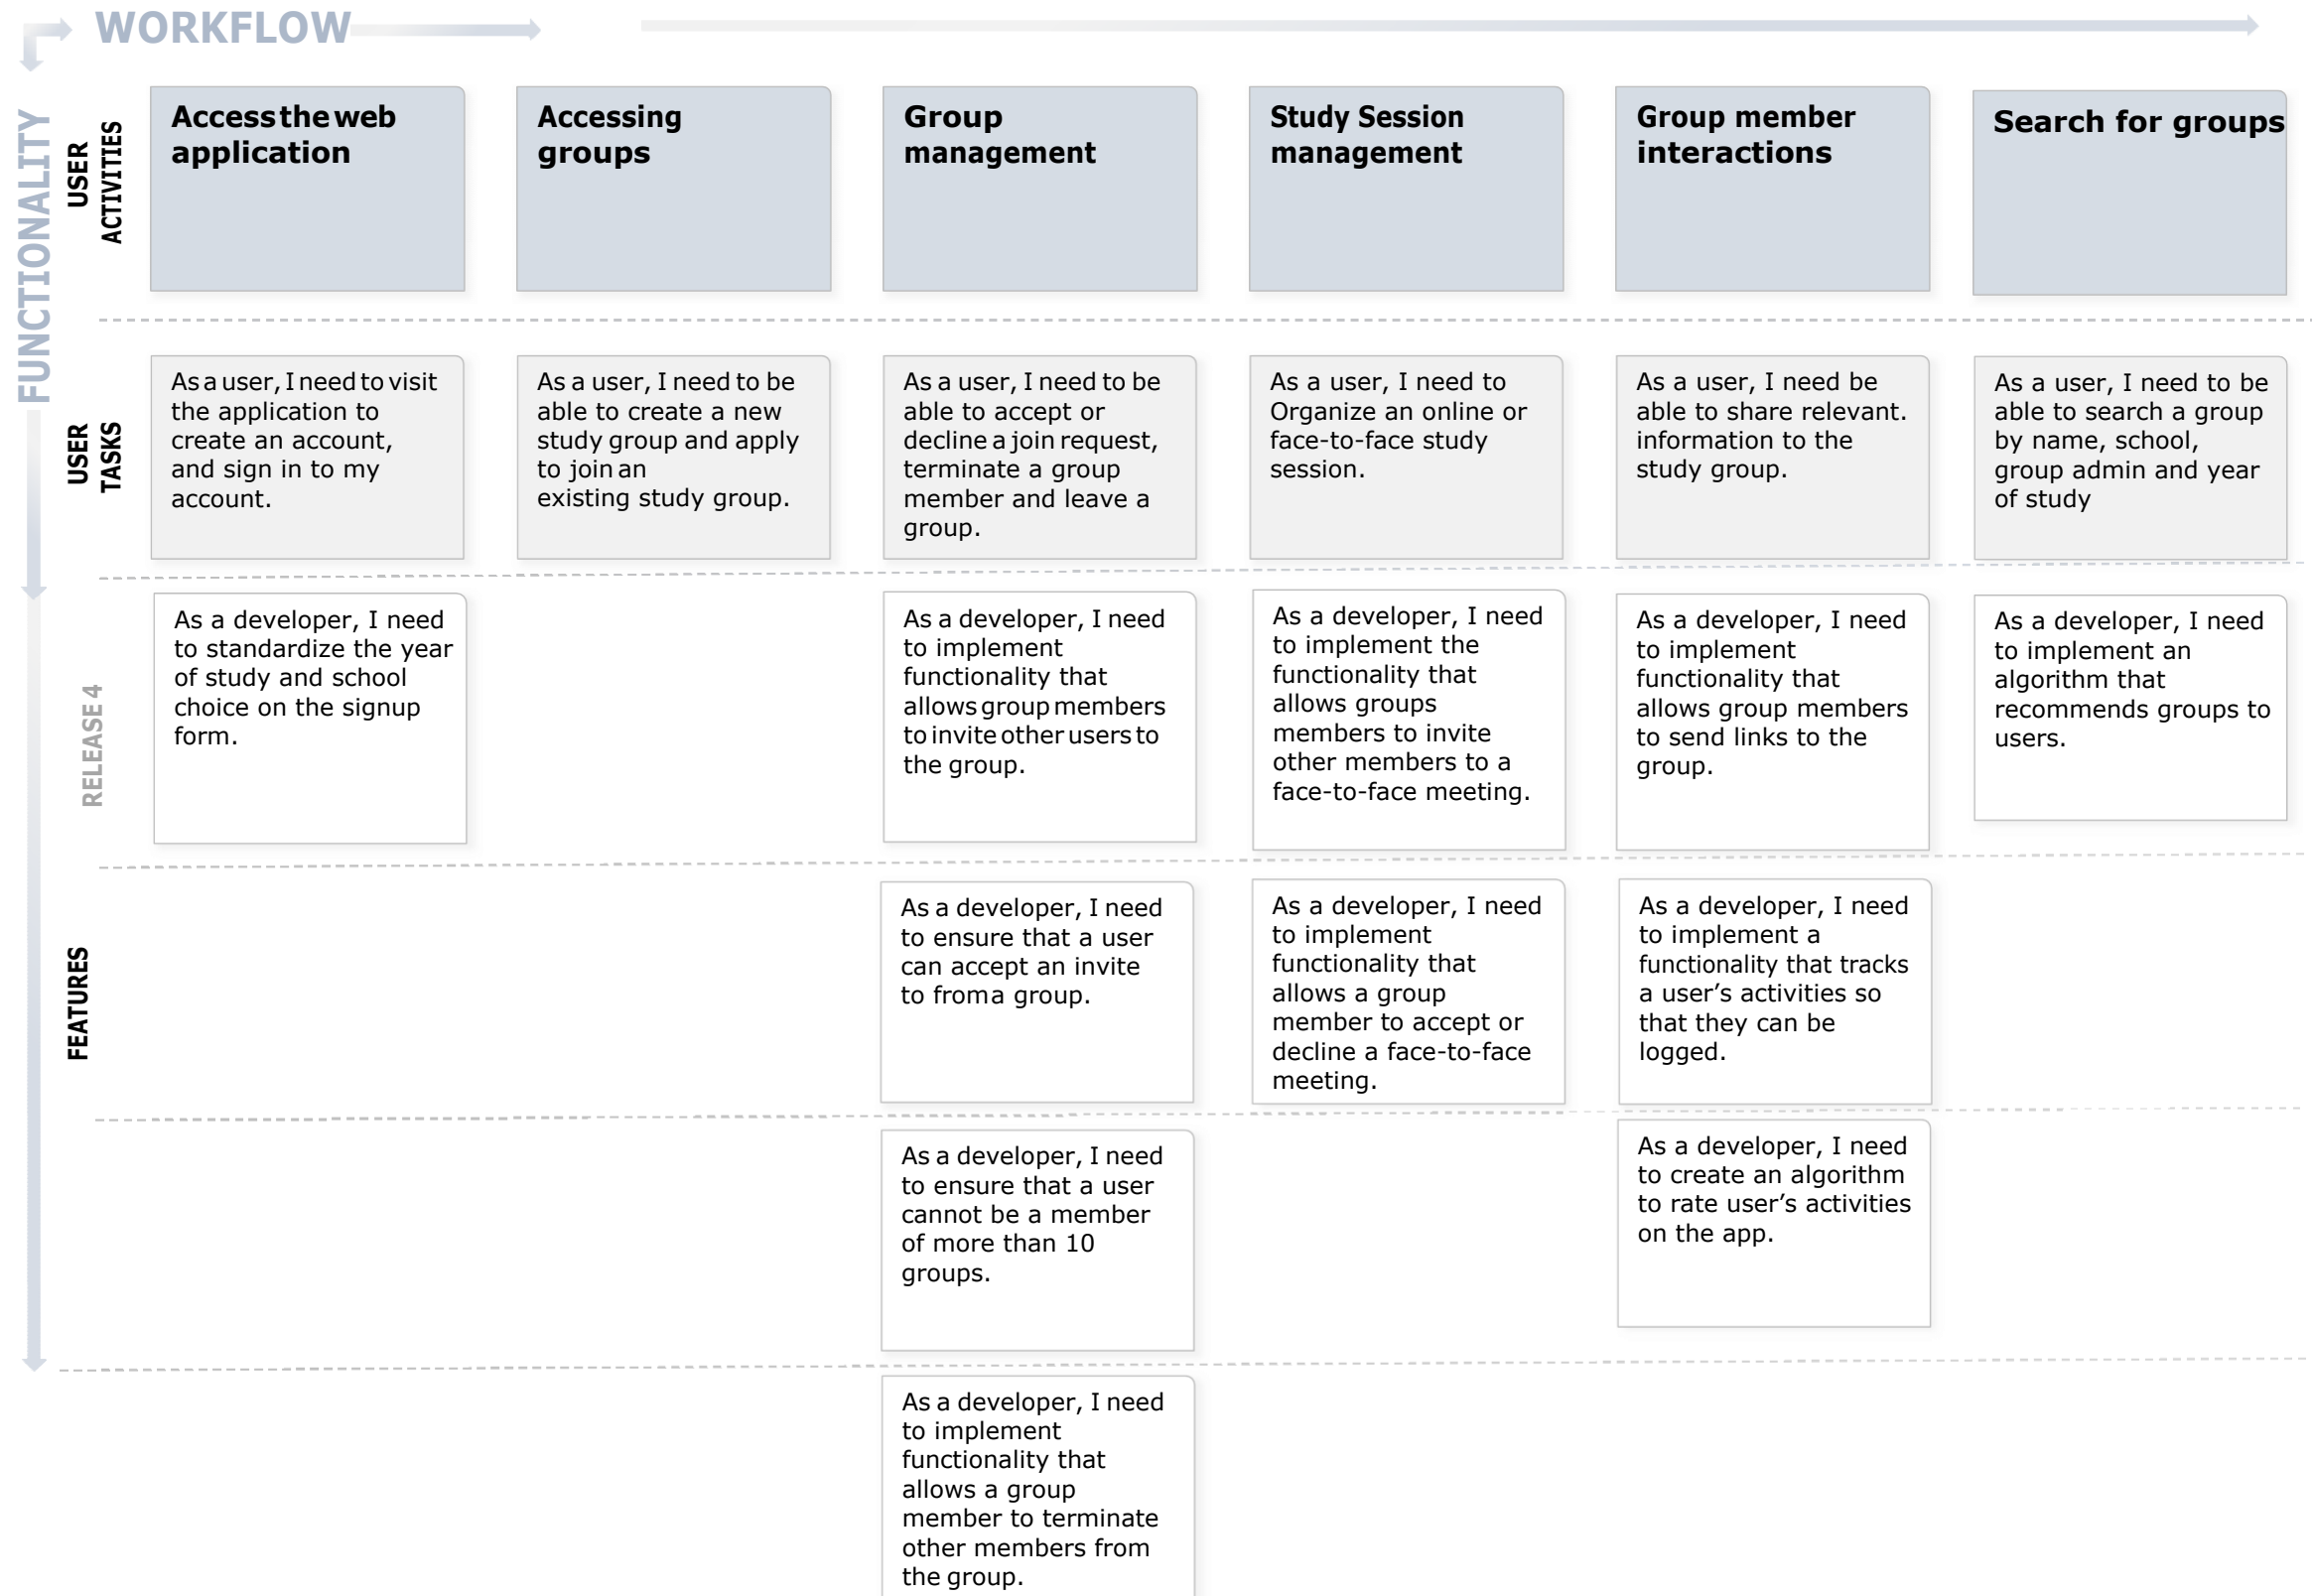 WORKFLOW
FUNCTIONALITY
USER
ACTIVITIES
Access the web
application
Accessing
groups
Group
management
Study Session
management
Group member
interactions
Search for groups
USER
TASKS
As a user, I need to visit
the application to
create an account,
and sign in to my
account.
As a user, I need to be
able to create a new
study group and apply
to join an
existing study group.
As a user, I need to be
able to accept or
decline a join request,
terminate a group
member and leave a
group.
As a user, I need to
Organize an online or
face-to-face study
session.
As a user, I need be
able to share relevant.
information to the
study group.
As a user, I need to be
able to search a group
by name, school,
group admin and year
of study
RELEASE 4
As a developer, I need
to standardize the year
of study and school
choice on the signup
form.
As a developer, I need
to implement
functionality that
allows group members
to invite other users to
the group.
As a developer, I need
to implement the
functionality that
allows groups
members to invite
other members to a
face-to-face meeting.
As a developer, I need
to implement
functionality that
allows group members
to send links to the
group.
As a developer, I need
to implement an
algorithm that
recommends groups to
users.
FEATURES
As a developer, I need
to ensure that a user
can accept an invite
to from a group.
As a developer, I need
to implement
functionality that
allows a group
member to accept or
decline a face-to-face
meeting.
As a developer, I need
to implement a
functionality that tracks
a user’s activities so
that they can be
logged.
As a developer, I need
to ensure that a user
cannot be a member
of more than 10
groups.
As a developer, I need
to create an algorithm
to rate user’s activities
on the app.
As a developer, I need
to implement
functionality that
allows a group
member to terminate
other members from
the group.